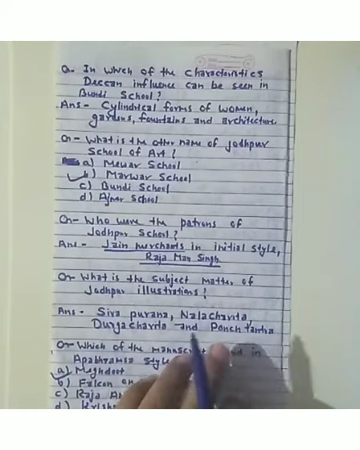 Q- In which of the characteristics
Deccan influence can be seen in
Bundi School?
Ans - Cylindrical forms of women,
gardens, fountains and architecture
Q- What is the other name of Jodhpur
School of Art?
a) Mewar School
b) Marwar School
c) Bundi School
d) Ajmer School
Q- Who were the patrons of
Jodhpur School?
Ans - Jain merchants in initial style,
Raja Man Singh.
Q- What is the subject matter of
Jodhpur illustrations?
Ans - Siva purana, Nalacharita,
Durgacharita and Panchtantra
Q- Which of the in
Apabhramsa style
a) Meghdoot
b) Falcon on
c) Raja
d)